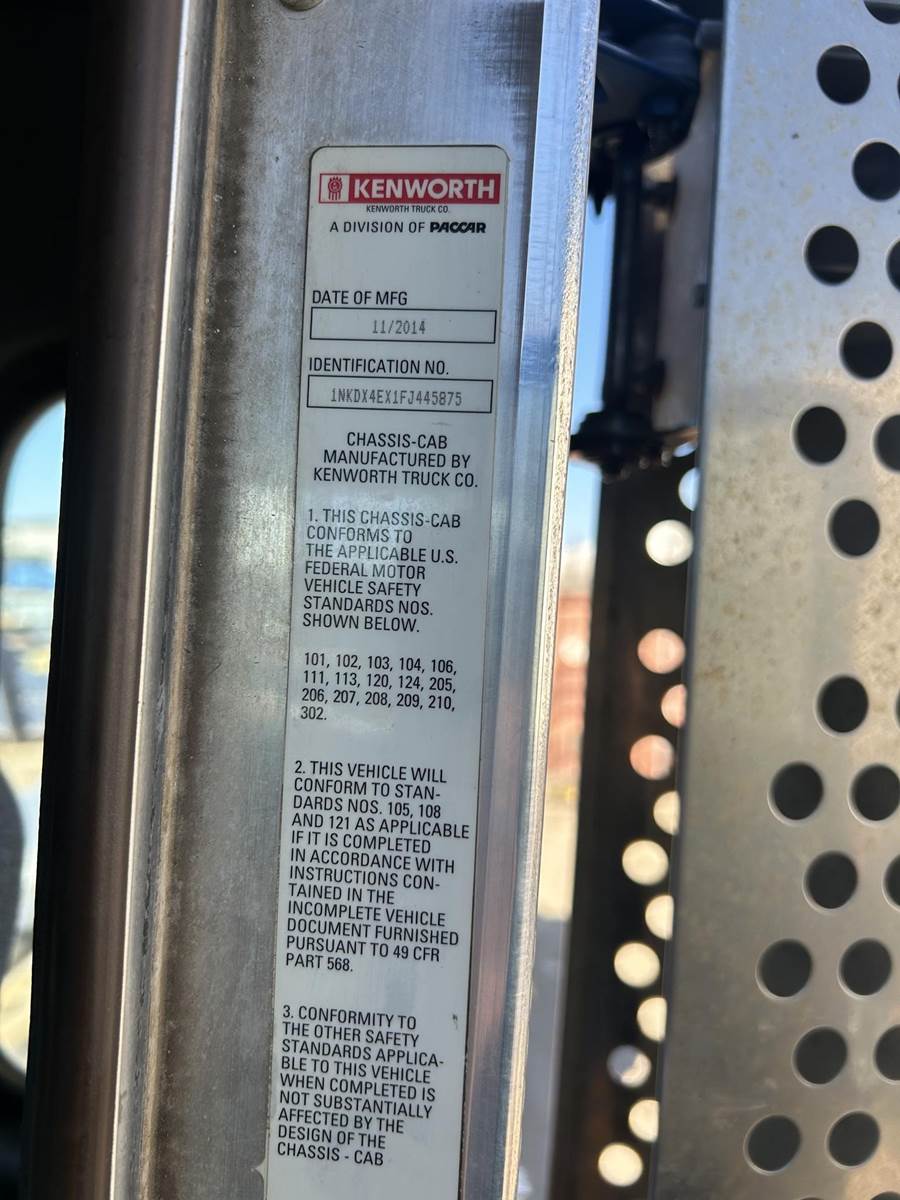 KENWORTH
KENWORTH TRUCK CO.
A DIVISION OF PACCAR
DATE OF MFG
11/2014
IDENTIFICATION NO.
1NKDX4EX1FJ445875
CHASSIS-CAB
MANUFACTURED BY
KENWORTH TRUCK CO.
1. THIS CHASSIS-CAB
CONFORMS TO
THE APPLICABLE U.S.
FEDERAL MOTOR
VEHICLE SAFETY
STANDARDS NOS.
SHOWN BELOW.
101, 102, 103, 104, 106,
111, 113, 120, 124, 205,
206, 207, 208, 209, 210,
302.
2. THIS VEHICLE WILL
CONFORM TO STAN-
DARDS NOS. 105, 108
AND 121 AS APPLICABLE
IF IT IS COMPLETED
IN ACCORDANCE WITH
INSTRUCTIONS CON-
TAINED IN THE
INCOMPLETE VEHICLE
DOCUMENT FURNISHED
PURSUANT TO 49 CFR
PART 568.
3. CONFORMITY TO
THE OTHER SAFETY
STANDARDS APPLICA-
BLE TO THIS VEHICLE
WHEN COMPLETED IS
NOT SUBSTANTIALLY
AFFECTED BY THE
DESIGN OF THE
CHASSIS - CAB